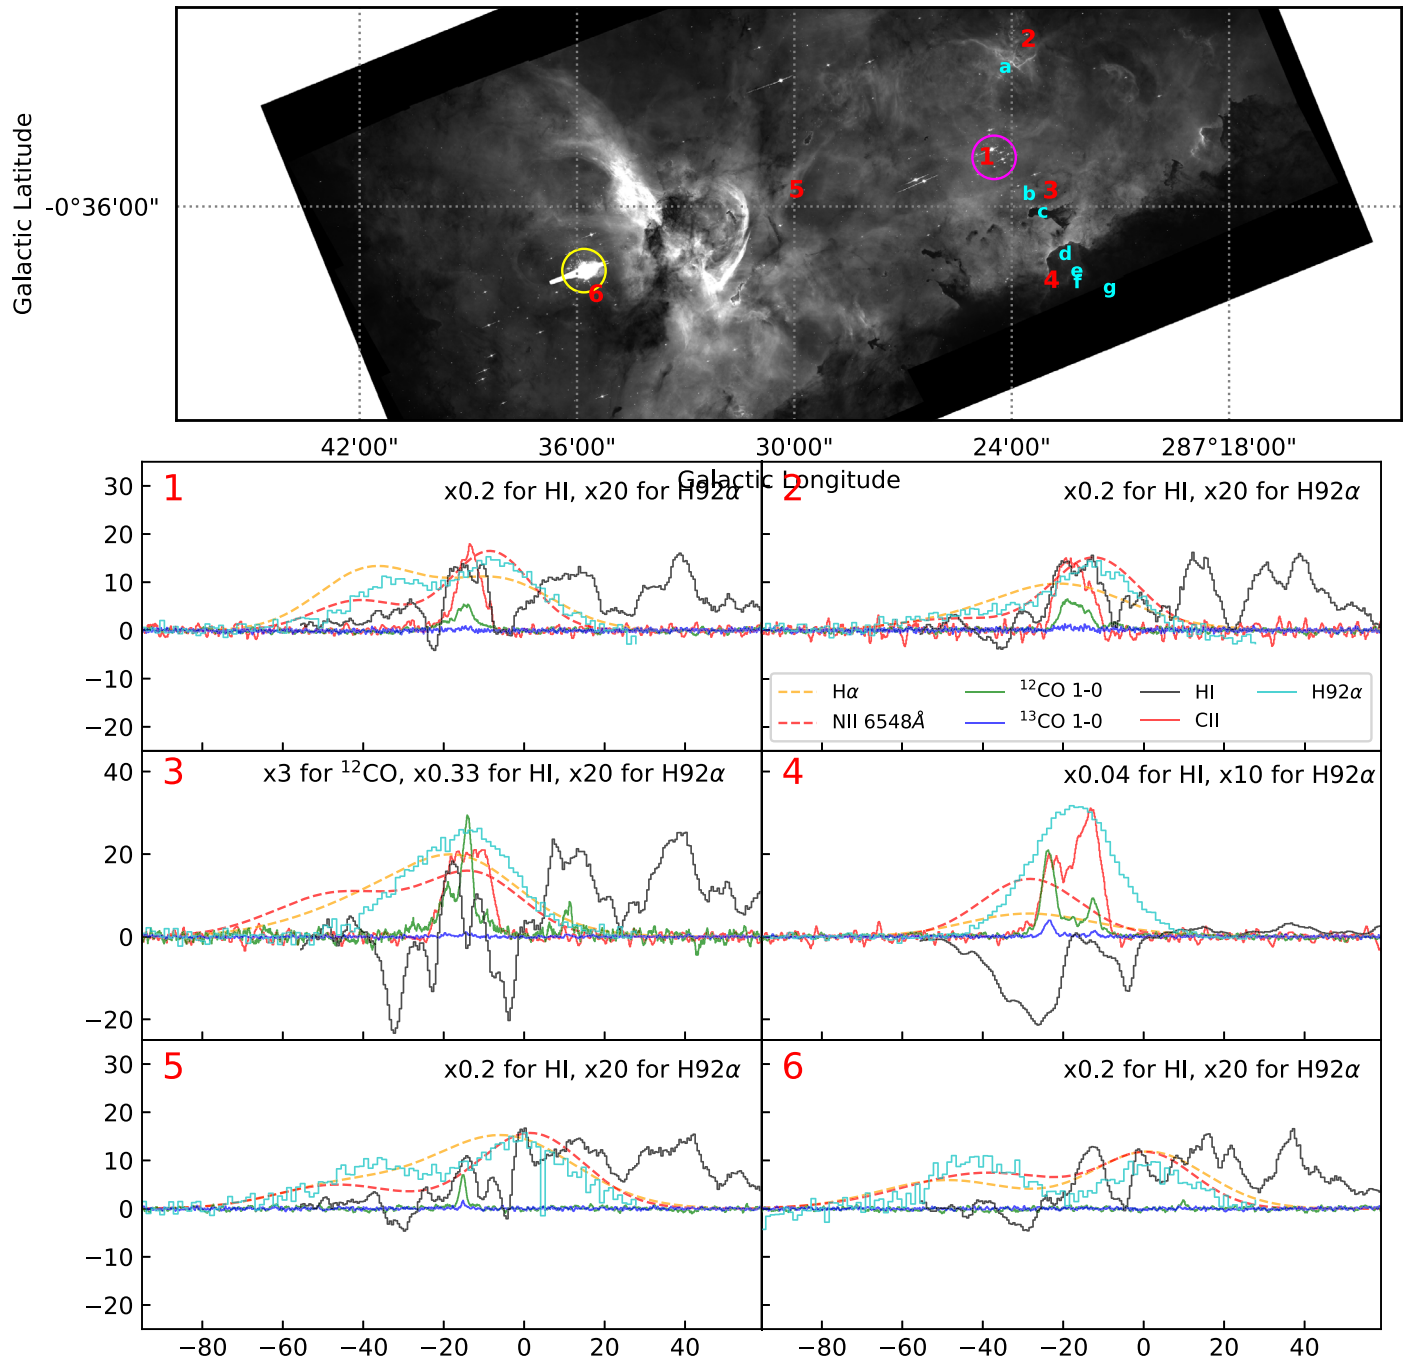 Galactic Latitude
-0°36'00"
2
a
1
5
b
3
c
d
e
4
f
g
6
42'00" 36'00" 30'00" 24'00" 287°18'00"
Galactic Longitude
1
x0.2 for HI, x20 for H92α
2
x0.2 for HI, x20 for H92α
30
20
10
0
−10
−20
Hα
NII 6548Å
¹²CO 1-0
¹³CO 1-0
HI
CII
H92α
3
x3 for ¹²CO, x0.33 for HI, x20 for H92α
4
x0.04 for HI, x10 for H92α
40
20
0
−20
5
x0.2 for HI, x20 for H92α
6
x0.2 for HI, x20 for H92α
30
20
10
0
−10
−20
−80 −60 −40 −20 0 20 40
−80 −60 −40 −20 0 20 40